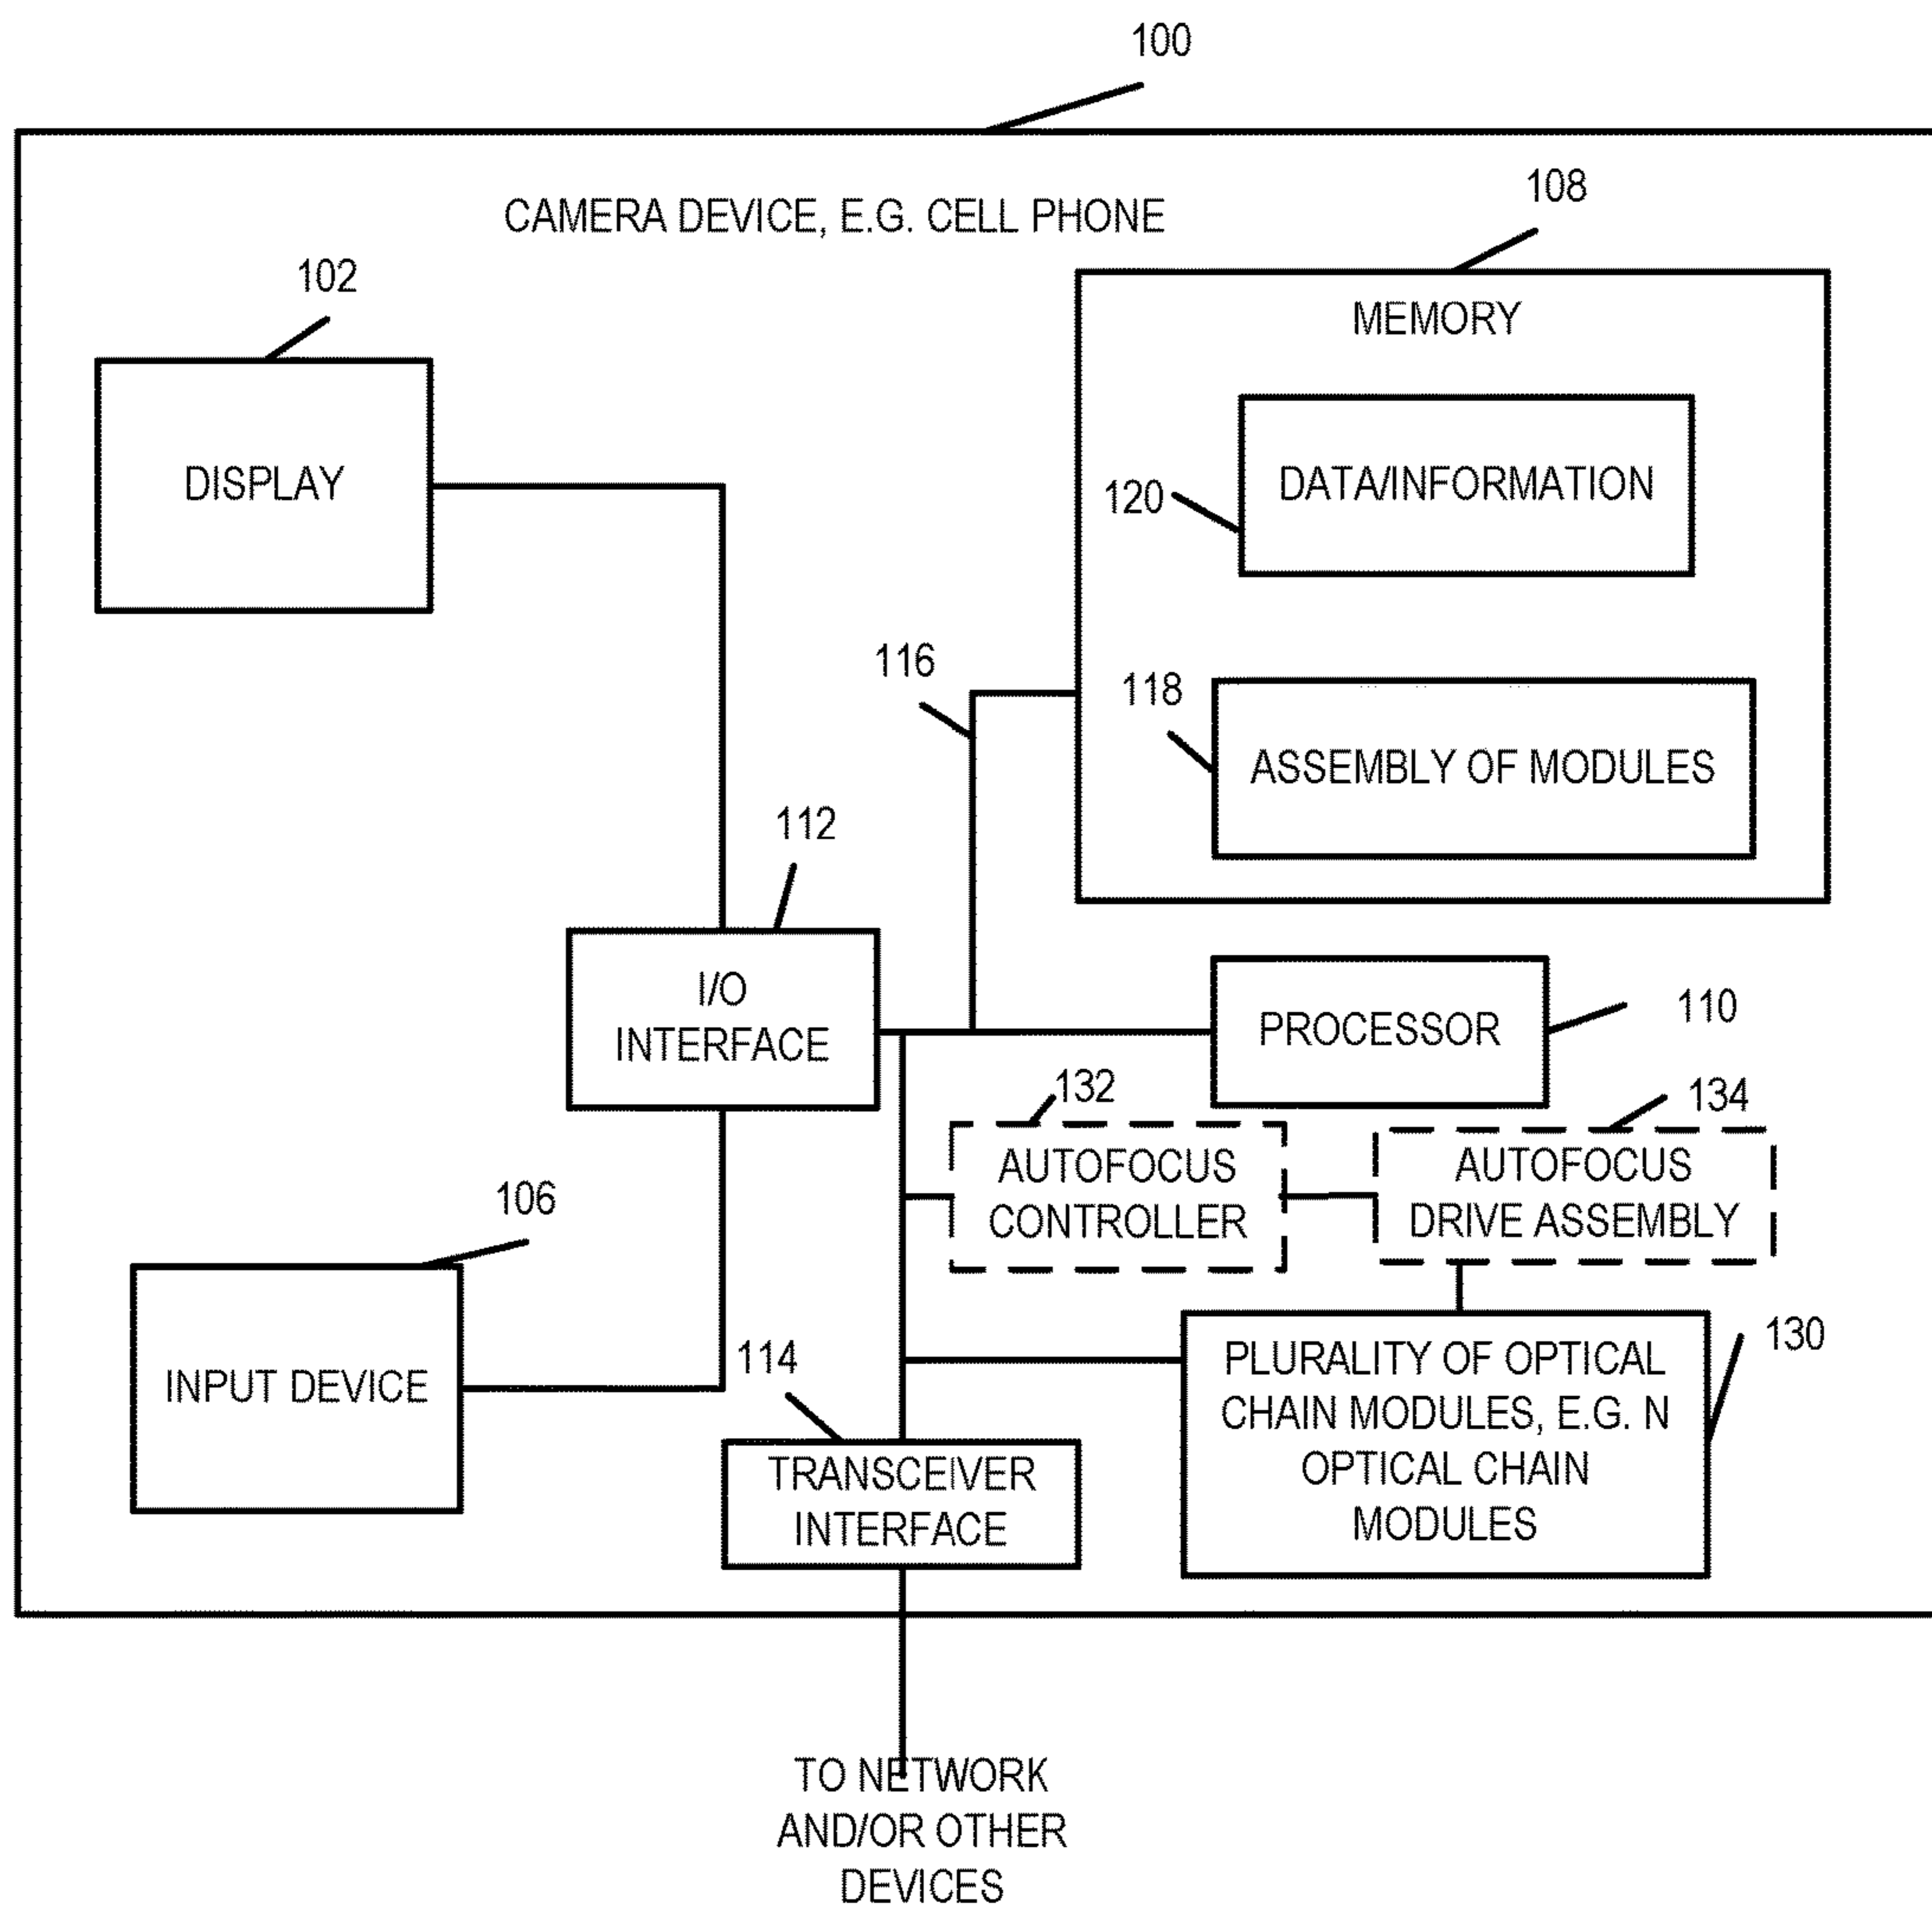 100
CAMERA DEVICE, E.G. CELL PHONE
108
102
MEMORY
DISPLAY
120
DATA/INFORMATION
116
118
ASSEMBLY OF MODULES
112
I/O
INTERFACE
PROCESSOR
110
132
134
AUTOFOCUS
CONTROLLER
AUTOFOCUS
DRIVE ASSEMBLY
106
INPUT DEVICE
114
130
PLURALITY OF OPTICAL
CHAIN MODULES, E.G. N
OPTICAL CHAIN
MODULES
TRANSCEIVER
INTERFACE
TO NETWORK
AND/OR OTHER
DEVICES